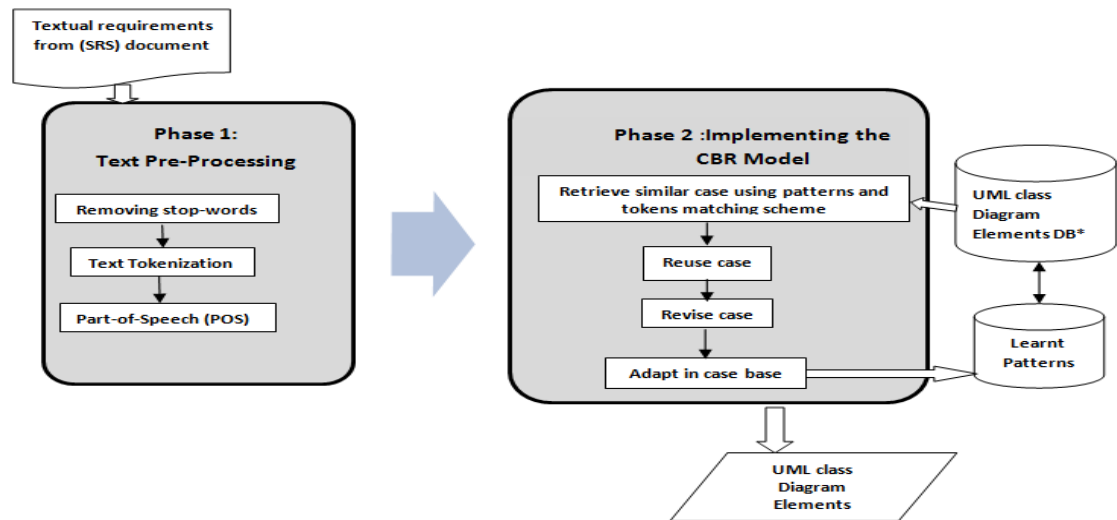 Textual requirements
from (SRS) document
Phase 1:
Text Pre-Processing
Removing stop-words
Text Tokenization
Part-of-Speech (POS)
Phase 2 :Implementing the
CBR Model
Retrieve similar case using patterns and
tokens matching scheme
Reuse case
Revise case
Adapt in case base
UML class
Diagram
Elements DB*
Learnt
Patterns
UML class
Diagram
Elements